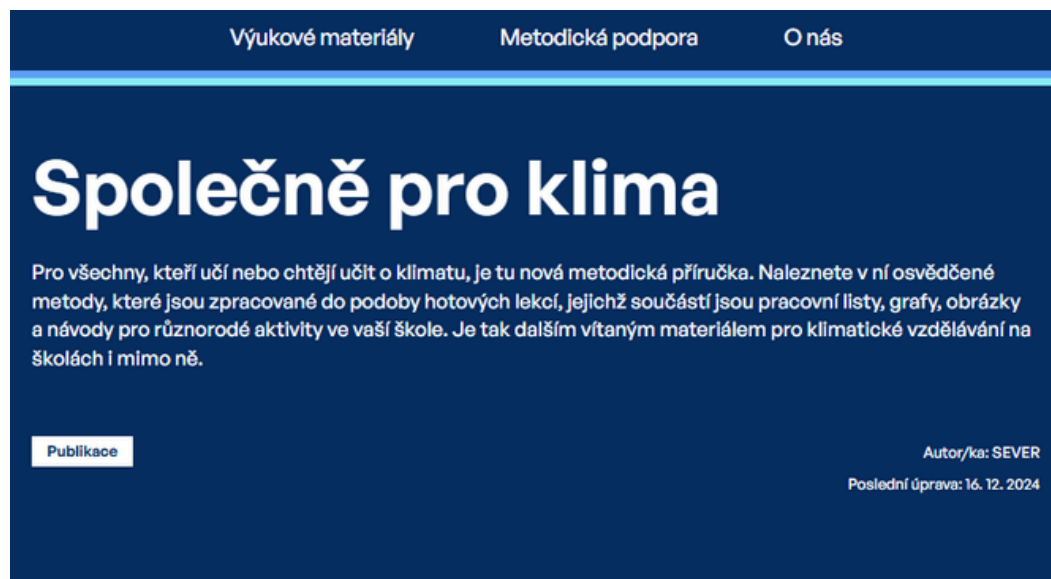 Výukové materiály Metodická podpora O nás
Společně pro klima
Pro všechny, kteří učí nebo chtějí učit o klimatu, je tu nová metodická příručka. Naleznete v ní osvědčené
metody, které jsou zpracované do podoby hotových lekcí, jejichž součástí jsou pracovní listy, grafy, obrázky
a návody pro různorodé aktivity ve vaší škole. Je tak dalším vítaným materiálem pro klimatické vzdělávání na
školách i mimo ně.
Publikace
Autor/ka: SEVER
Poslední úprava: 16. 12. 2024